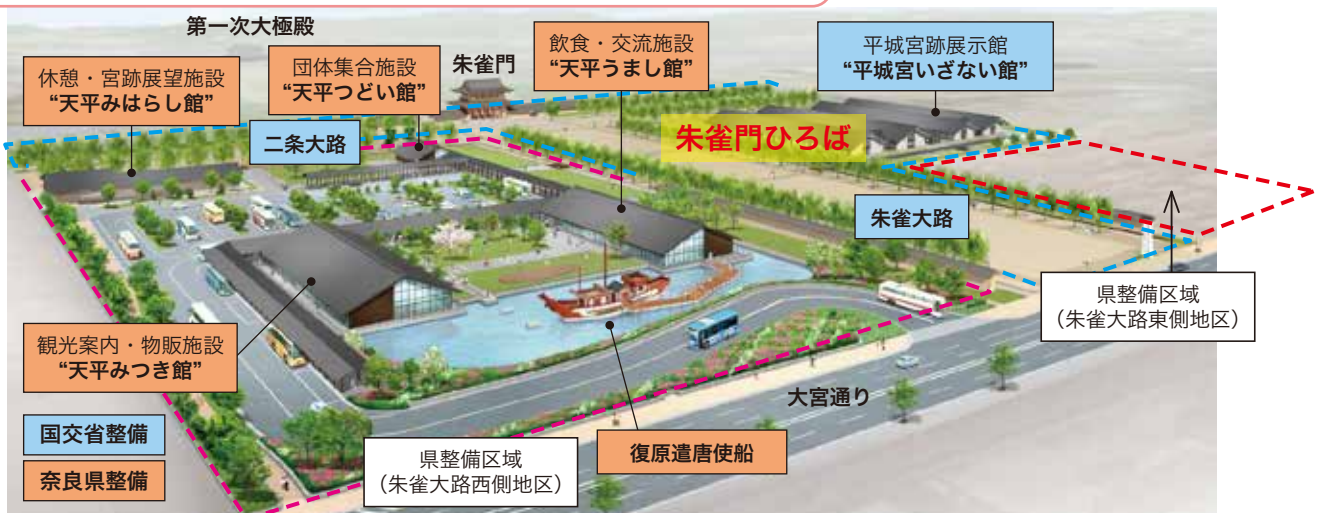 第一次大極殿
休憩・宮跡展望施設
“天平みはらし館”
団体集合施設
“天平つどい館”
朱雀門
飲食・交流施設
“天平うまし館”
平城宮跡展示館
“平城宮いざない館”
二条大路
朱雀門ひろば
朱雀大路
県整備区域
（朱雀大路東側地区）
観光案内・物販施設
“天平みつき館”
大宮通り
国交省整備
奈良県整備
県整備区域
（朱雀大路西側地区）
復原遣唐使船